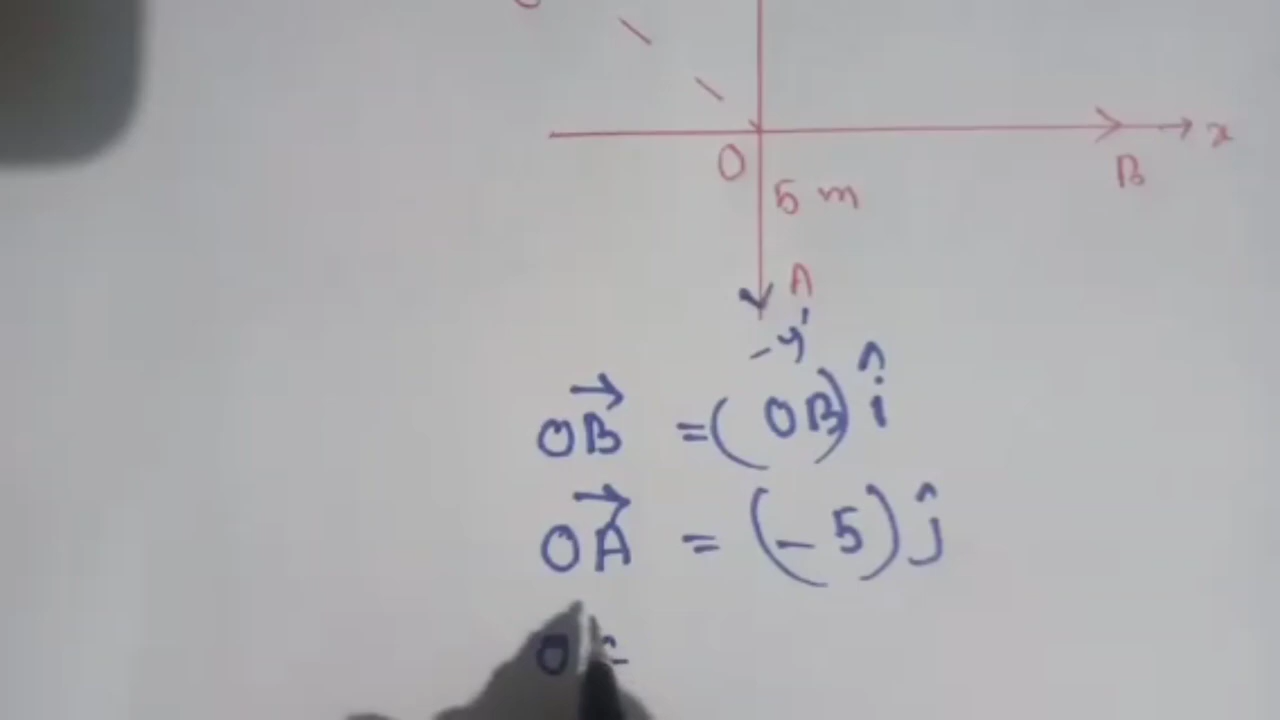 x
O
B
5 m
A
-y
→
OB = (OB) î
→
OA = (-5) ĵ
O